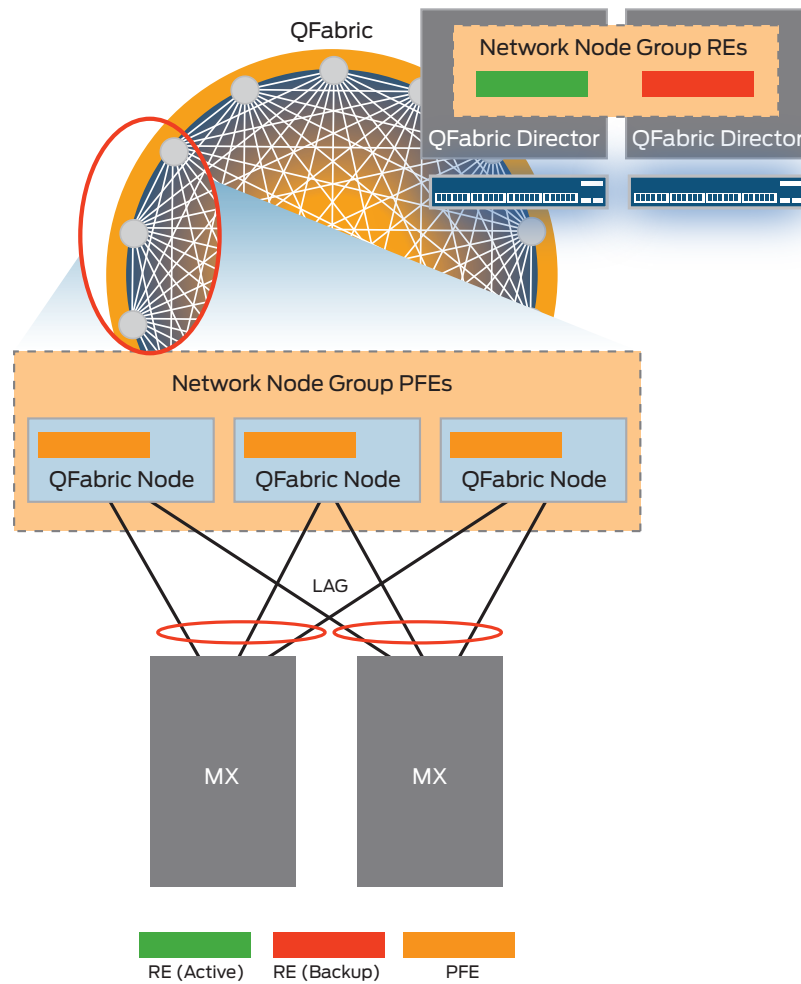 QFabric
Network Node Group REs
QFabric Director
QFabric Director
Network Node Group PFEs
QFabric Node
QFabric Node
QFabric Node
LAG
MX
MX
RE (Active)
RE (Backup)
PFE